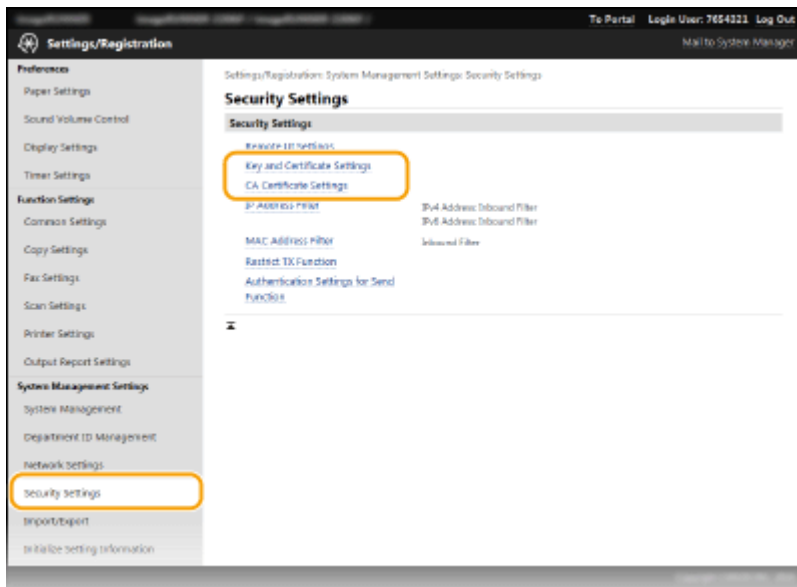 To Portal Login User: 7654321 Log Out
Settings/Registration
Mail to System Manager
Preferences
Paper Settings
Sound Volume Control
Display Settings
Timer Settings
Function Settings
Common Settings
Copy Settings
Fax Settings
Scan Settings
Printer Settings
Output Report Settings
System Management Settings
System Management
Department ID Management
Network Settings
Security Settings
Import/Export
Initialize Setting Information
Settings/Registration: System Management Settings: Security Settings
Security Settings
Security Settings
Remote UI Settings
Key and Certificate Settings
CA Certificate Settings
IP Address Filter
IPv4 Address: Inbound Filter
IPv6 Address: Inbound Filter
MAC Address Filter
Inbound Filter
Restrict TX Function
Authentication Settings for Send
Function